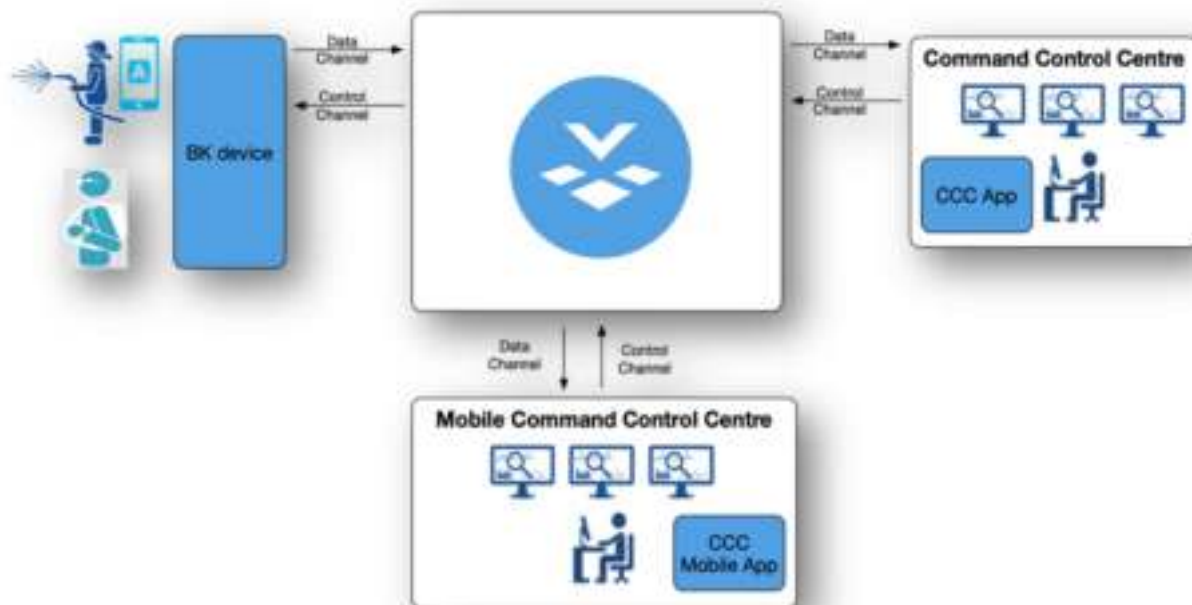 Data
Channel
Control
Channel
BK device
Data
Channel
Control
Channel
Command Control Centre
CCC App
Data
Channel
Control
Channel
Mobile Command Control Centre
CCC
Mobile App